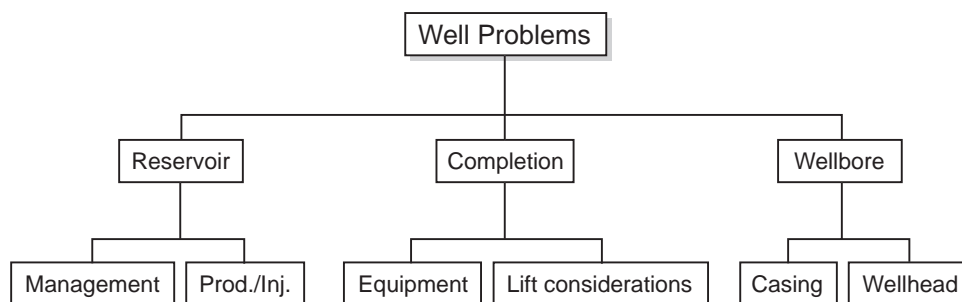 Well Problems
Reservoir
Completion
Wellbore
Management
Prod./Inj.
Equipment
Lift considerations
Casing
Wellhead